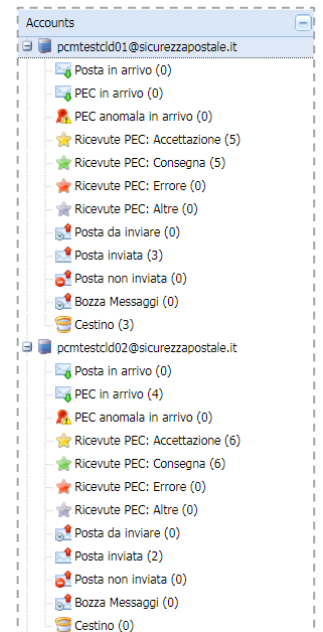 Accounts
pcmtestcld01@sicurezzapostale.it
Posta in arrivo (0)
PEC in arrivo (0)
PEC anomala in arrivo (0)
Ricevute PEC: Accettazione (5)
Ricevute PEC: Consegna (5)
Ricevute PEC: Errore (0)
Ricevute PEC: Altre (0)
Posta da inviare (0)
Posta inviata (3)
Posta non inviata (0)
Bozza Messaggi (0)
Cestino (3)
pcmtestcld02@sicurezzapostale.it
Posta in arrivo (0)
PEC in arrivo (4)
PEC anomala in arrivo (0)
Ricevute PEC: Accettazione (6)
Ricevute PEC: Consegna (6)
Ricevute PEC: Errore (0)
Ricevute PEC: Altre (0)
Posta da inviare (0)
Posta inviata (2)
Posta non inviata (0)
Bozza Messaggi (0)
Cestino (0)